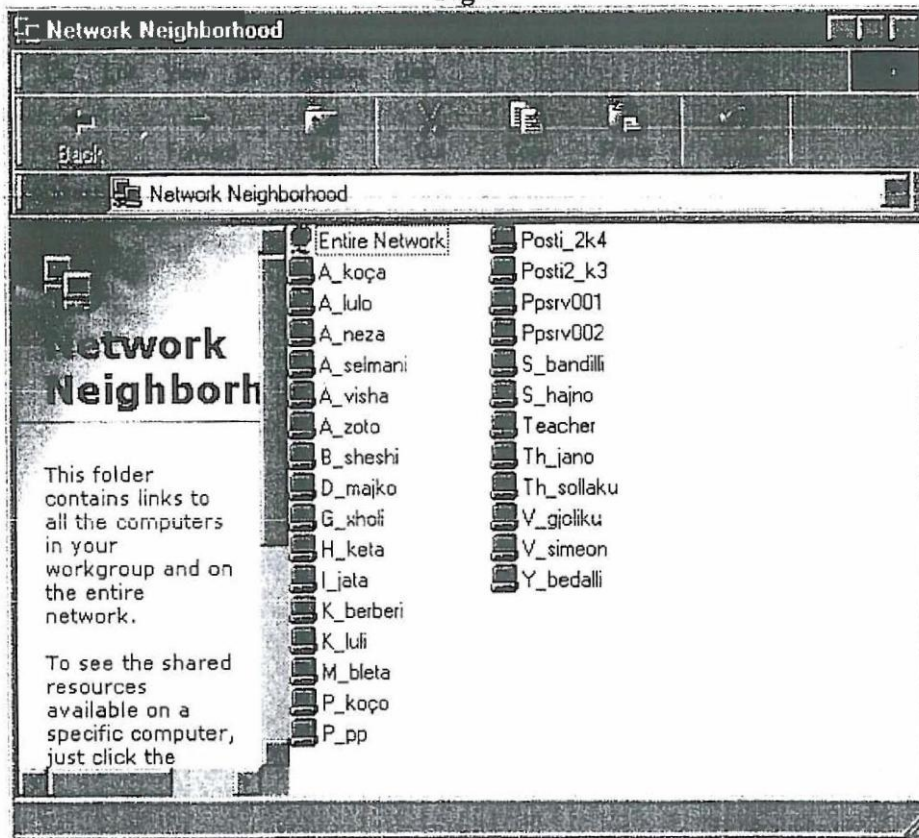 Network Neighborhood
Back
Network Neighborhood
Network
Neighborh
This folder
contains links to
all the computers
in your
workgroup and on
the entire
network.
To see the shared
resources
available on a
specific computer,
just click the
Entire Network
A_koça
A_lulo
A_neza
A_selmani
A_visha
A_zoto
B_sheshi
D_majko
G_xholi
H_keta
I_jata
K_berberi
K_luli
M_bleta
P_koço
P_pp
Posti_2k4
Posti2_k3
Ppsrv001
Ppsrv002
S_bandilli
S_hajno
Teacher
Th_jano
Th_sollaku
V_gjoliku
V_simeon
Y_bedalli